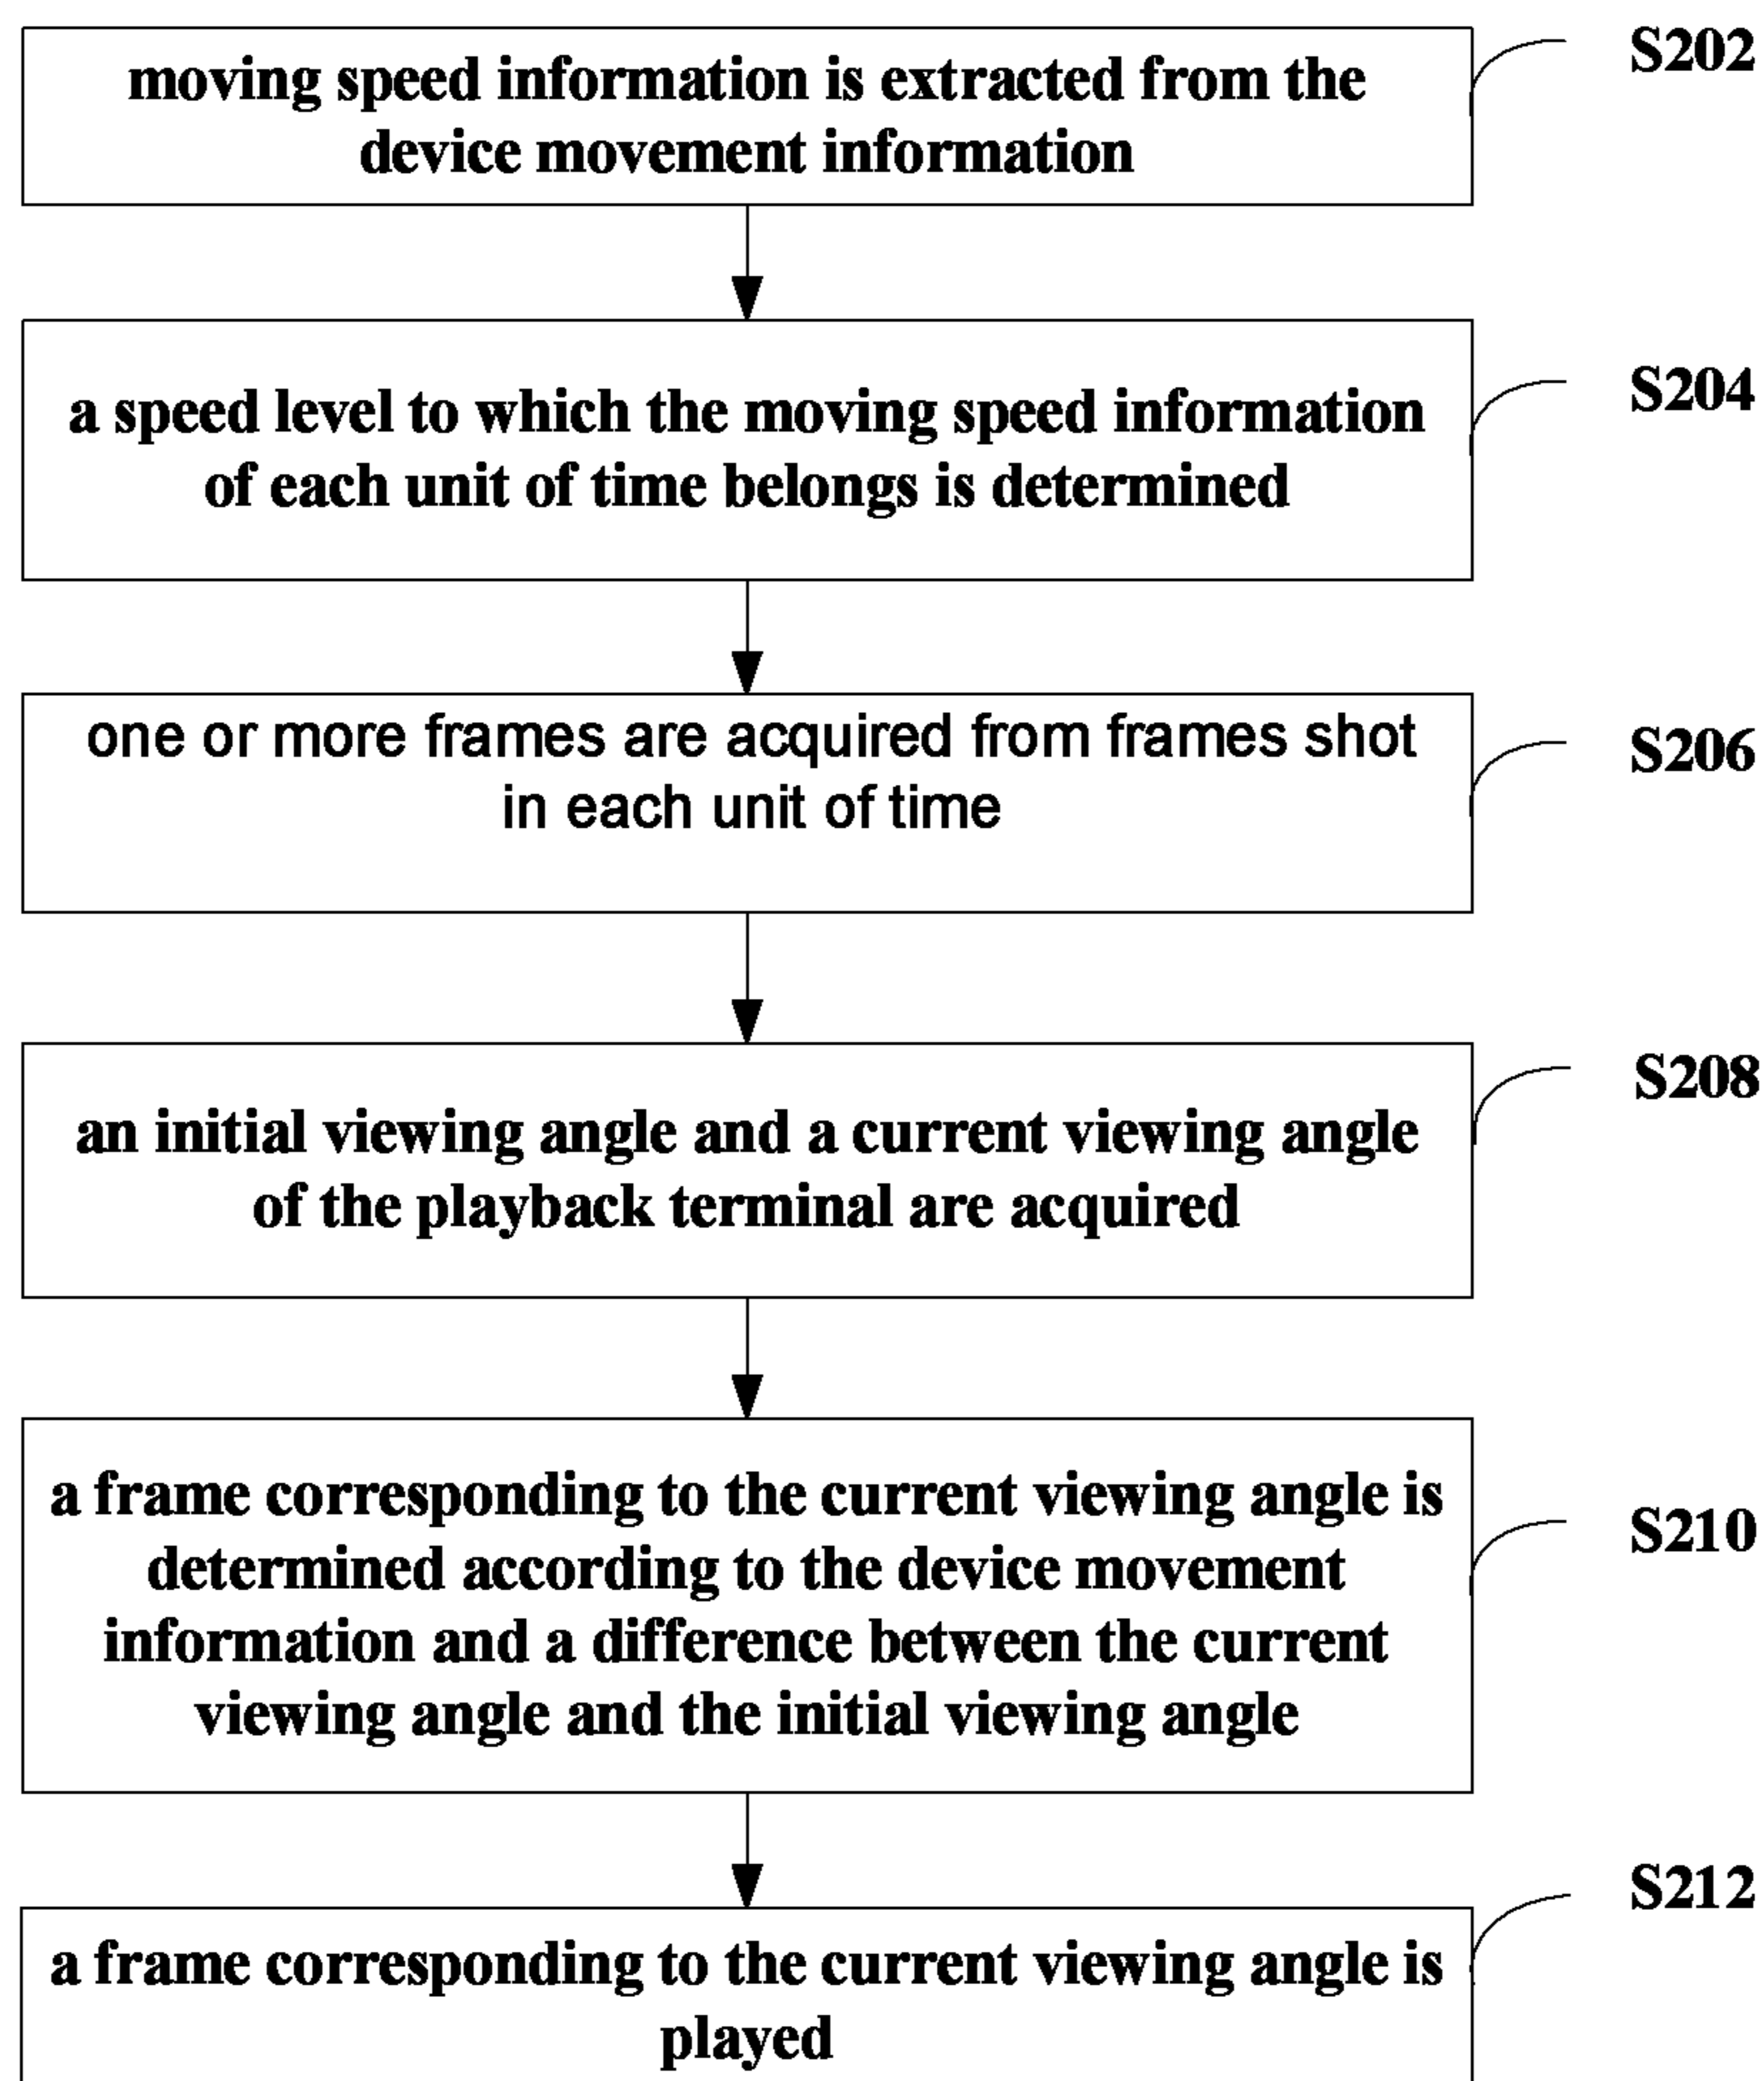 moving speed information is extracted from the
device movement information
S202
a speed level to which the moving speed information
of each unit of time belongs is determined
S204
one or more frames are acquired from frames shot
in each unit of time
S206
an initial viewing angle and a current viewing angle
of the playback terminal are acquired
S208
a frame corresponding to the current viewing angle is
determined according to the device movement
information and a difference between the current
viewing angle and the initial viewing angle
S210
a frame corresponding to the current viewing angle is
played
S212